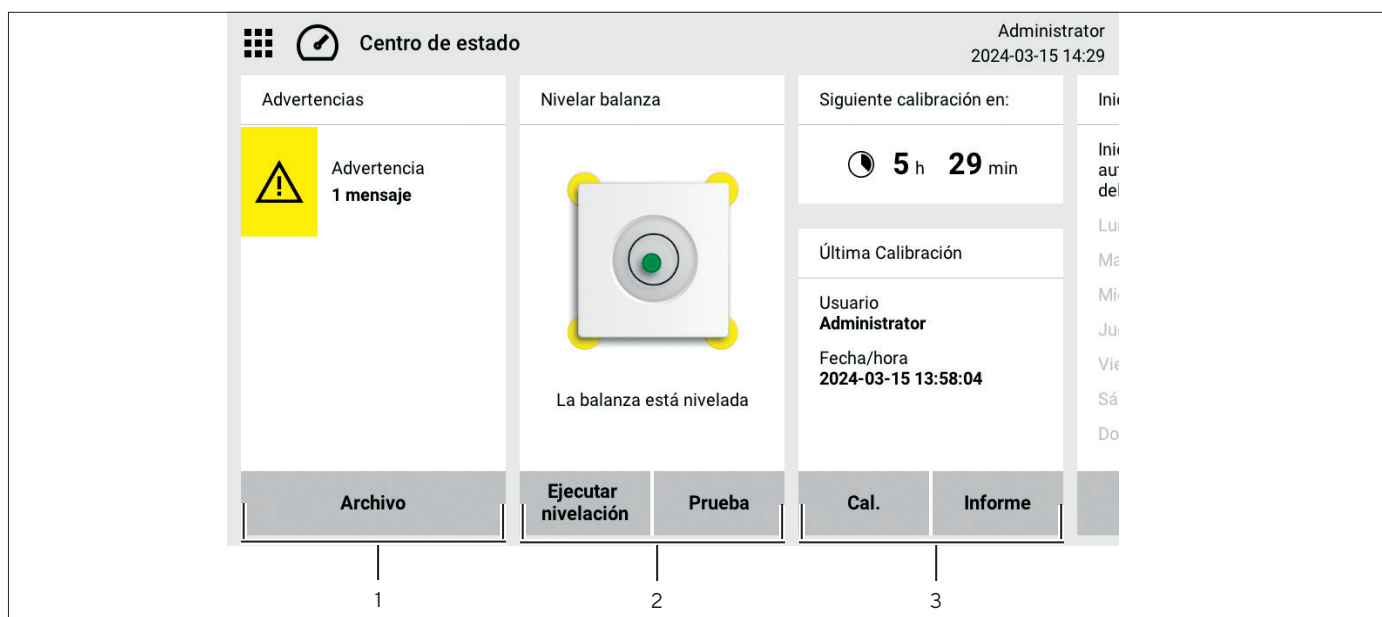 Centro de estado
Administrator
2024-03-15 14:29
Advertencias
Advertencia
1 mensaje
Archivo
Nivelar balanza
La balanza está nivelada
Ejecutar
nivelación
Prueba
Siguiente calibración en:
5 h 29 min
Última Calibración
Usuario
Administrator
Fecha/hora
2024-03-15 13:58:04
Cal.
Informe
1
2
3